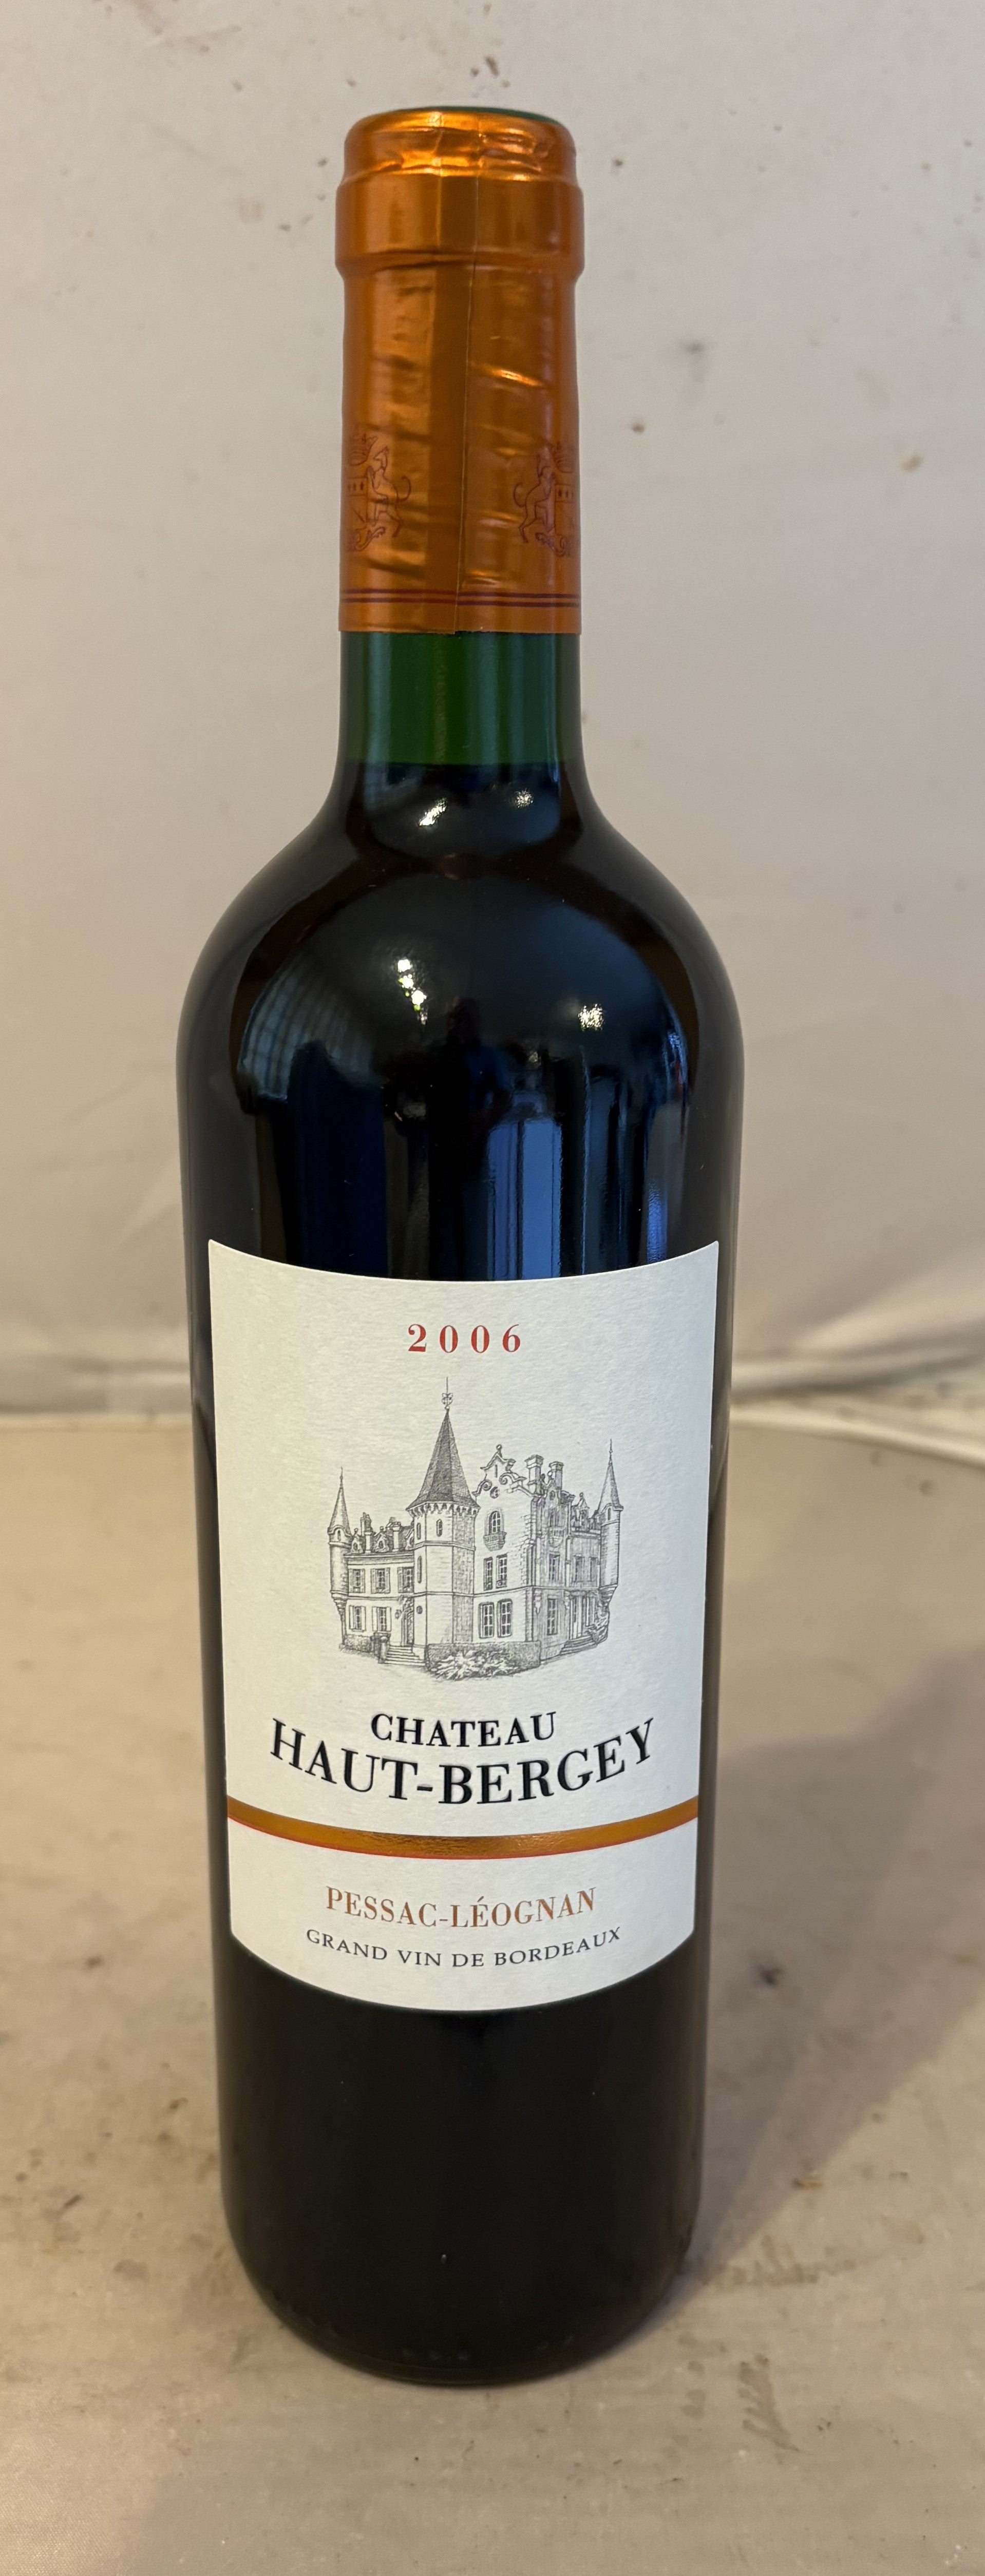 2006
CHATEAU
HAUT-BERGEY
PESSAC-LÉOGNAN
GRAND VIN DE BORDEAUX